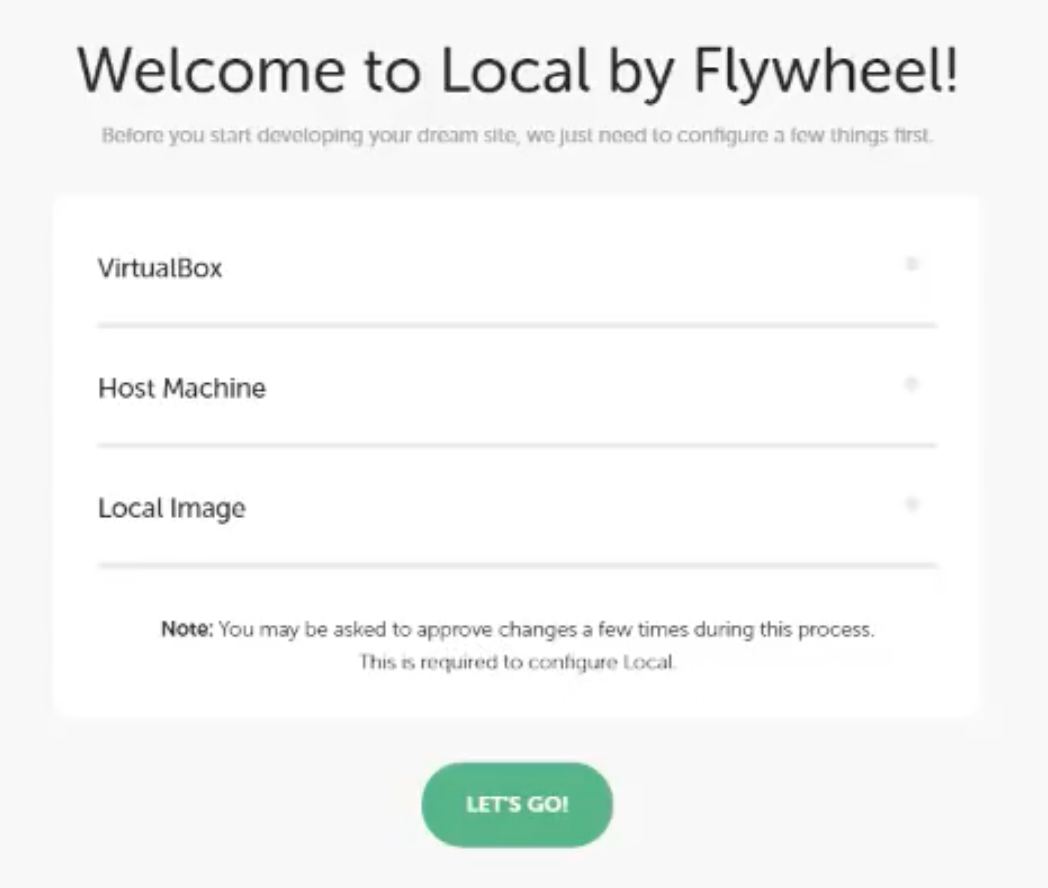 Welcome to Local by Flywheel!
Before you start developing your dream site, we just need to configure a few things first.
VirtualBox
Host Machine
Local Image
Note: You may be asked to approve changes a few times during this process.
This is required to configure Local.
LET'S GO!